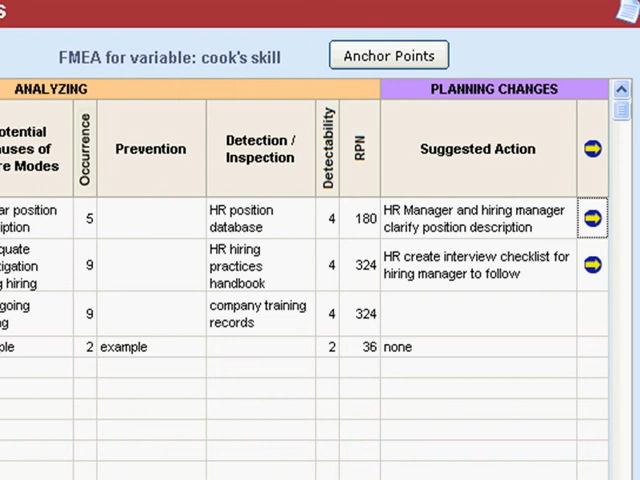 S
FMEA for variable: cook's skill
Anchor Points
ANALYZING
PLANNING CHANGES
otential
uses of
re Modes
Occurrence
Prevention
Detection /
Inspection
Detectability
RPN
Suggested Action
ar position
iption
5
HR position
database
4
180
HR Manager and hiring manager
clarify position description
quate
tigation
g hiring
9
HR hiring
practices
handbook
4
324
HR create interview checklist for
hiring manager to follow
going
ng
9
company training
records
4
324
ple
2
example
2
36
none